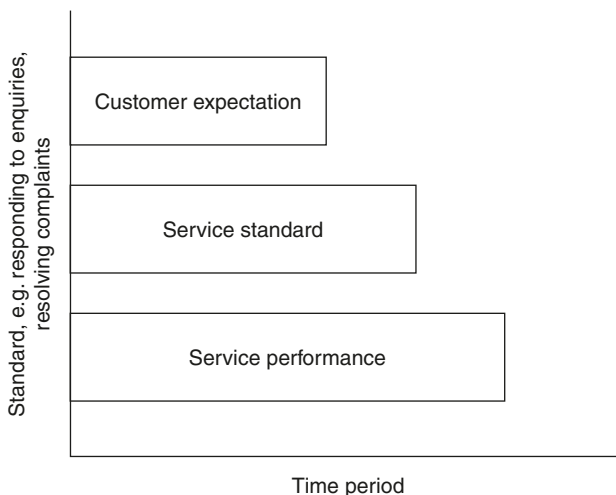 Standard, e.g. responding to enquiries,
resolving complaints
Customer expectation
Service standard
Service performance
Time period